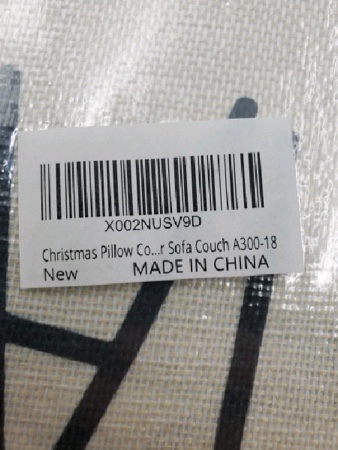 X002NUSV9D
Christmas Pillow Co...r Sofa Couch A300-18
New MADE IN CHINA